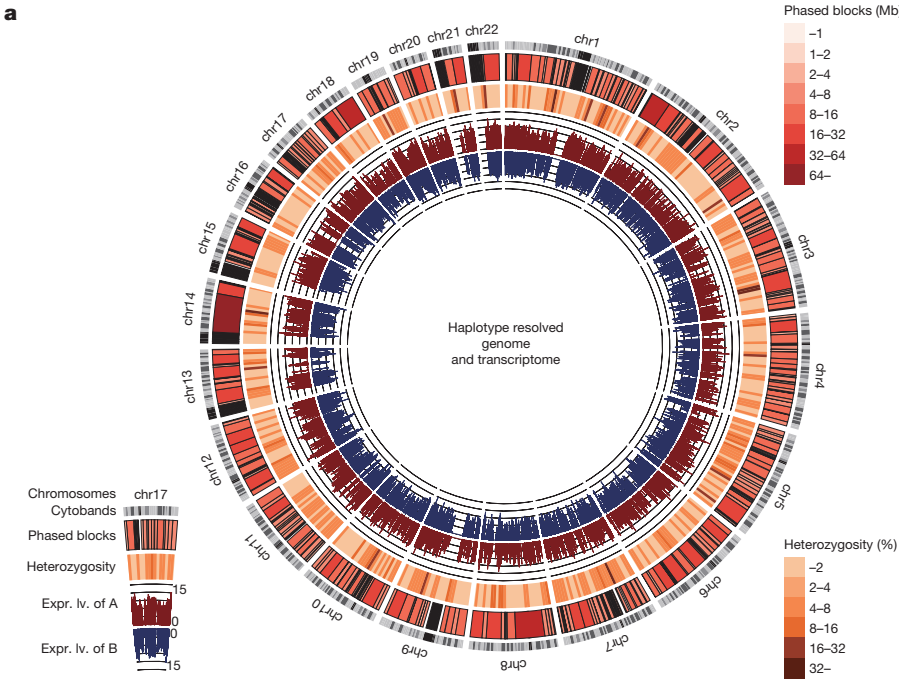 a
Phased blocks (Mb)
–1
1–2
2–4
4–8
8–16
16–32
32–64
64–
chr1
chr2
chr3
chr4
chr5
chr6
chr7
chr8
chr9
chr10
chr11
chr12
chr13
chr14
chr15
chr16
chr17
chr18
chr19
chr20
chr21
chr22
Haplotype resolved
genome
and transcriptome
Chromosomes
chr17
Cytobands
Phased blocks
Heterozygosity
15
Expr. lv. of A
0
0
Expr. lv. of B
15
Heterozygosity (%)
–2
2–4
4–8
8–16
16–32
32–